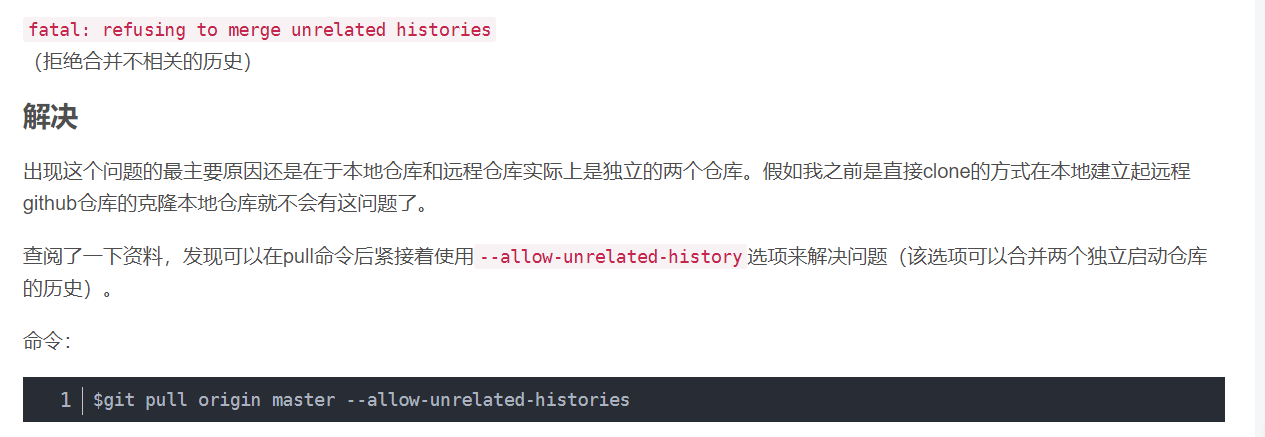 fatal: refusing to merge unrelated histories
（拒绝合并不相关的历史）
解决
出现这个问题的最主要原因还是在于本地仓库和远程仓库实际上是独立的两个仓库。假如我之前是直接clone的方式在本地建立起远程
github仓库的克隆本地仓库就不会有这问题了。
查阅了一下资料，发现可以在pull命令后紧接着使用--allow-unrelated-history选项来解决问题（该选项可以合并两个独立启动仓库
的历史）。
命令：
1 $git pull origin master --allow-unrelated-histories